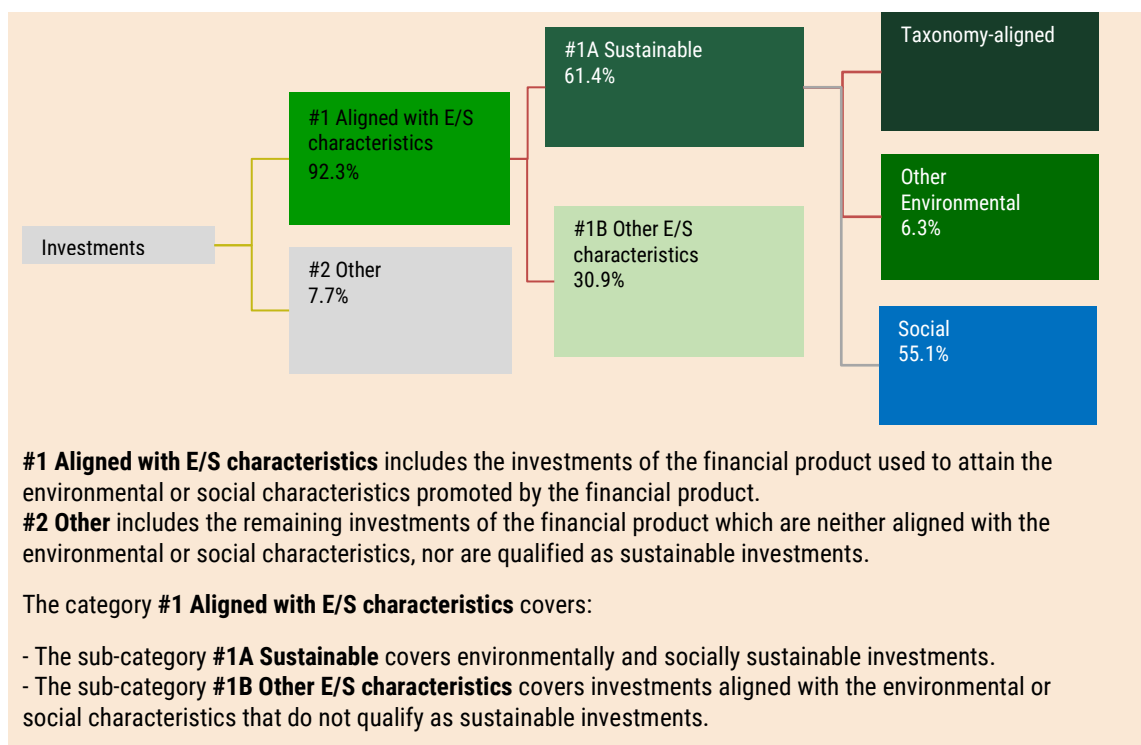 Investments
#1 Aligned with E/S
characteristics
92.3%
#2 Other
7.7%
#1A Sustainable
61.4%
#1B Other E/S
characteristics
30.9%
Taxonomy-aligned
Other
Environmental
6.3%
Social
55.1%
#1 Aligned with E/S characteristics includes the investments of the financial product used to attain the
environmental or social characteristics promoted by the financial product.
#2 Other includes the remaining investments of the financial product which are neither aligned with the
environmental or social characteristics, nor are qualified as sustainable investments.
The category #1 Aligned with E/S characteristics covers:
- The sub-category #1A Sustainable covers environmentally and socially sustainable investments.
- The sub-category #1B Other E/S characteristics covers investments aligned with the environmental or
social characteristics that do not qualify as sustainable investments.